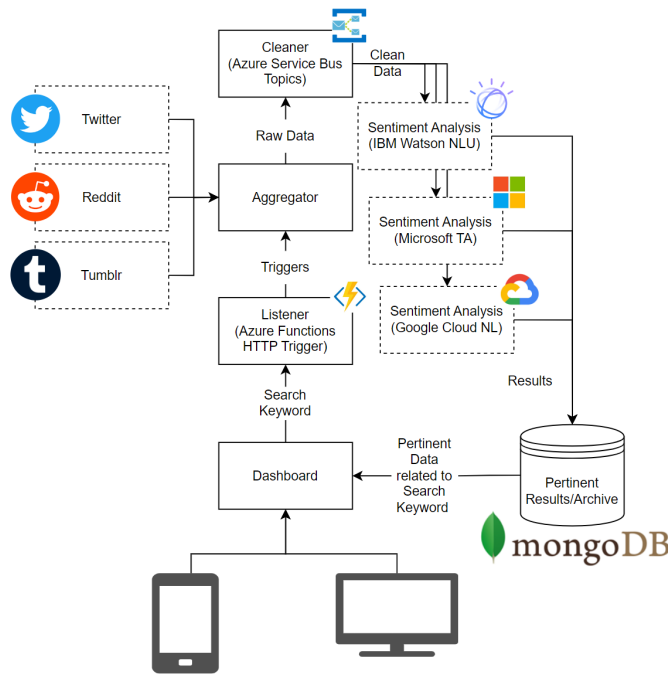 Cleaner
(Azure Service Bus
Topics)
Clean
Data
Twitter
Raw Data
Sentiment Analysis
(IBM Watson NLU)
Reddit
Aggregator
Sentiment Analysis
(Microsoft TA)
Tumblr
Triggers
Listener
(Azure Functions
HTTP Trigger)
Sentiment Analysis
(Google Cloud NL)
Results
Search
Keyword
Dashboard
Pertinent
Data
related to
Search
Keyword
Pertinent
Results/Archive
mongoDB